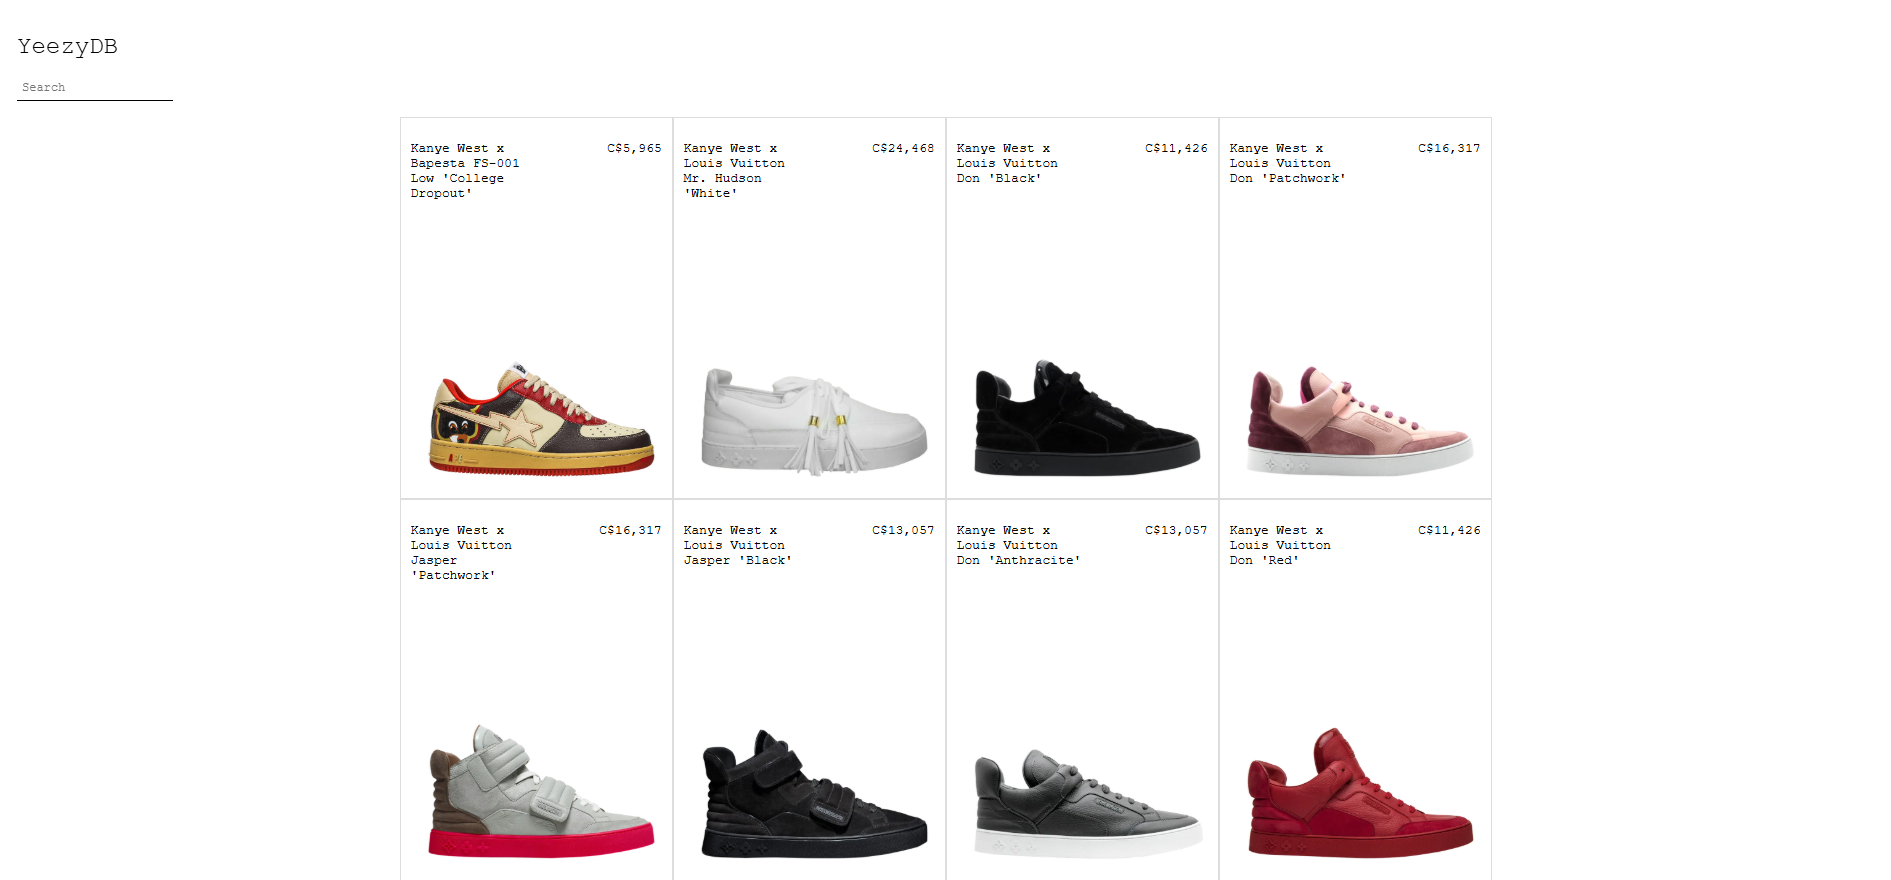 YeezyDB
Search
Kanye West x
Bapesta FS-001
Low 'College
Dropout'
C$5,965
Kanye West x
Louis Vuitton
Mr. Hudson
'White'
C$24,468
Kanye West x
Louis Vuitton
Don 'Black'
C$11,426
Kanye West x
Louis Vuitton
Don 'Patchwork'
C$16,317
Kanye West x
Louis Vuitton
Jasper
'Patchwork'
C$16,317
Kanye West x
Louis Vuitton
Jasper 'Black'
C$13,057
Kanye West x
Louis Vuitton
Don 'Anthracite'
C$13,057
Kanye West x
Louis Vuitton
Don 'Red'
C$11,426